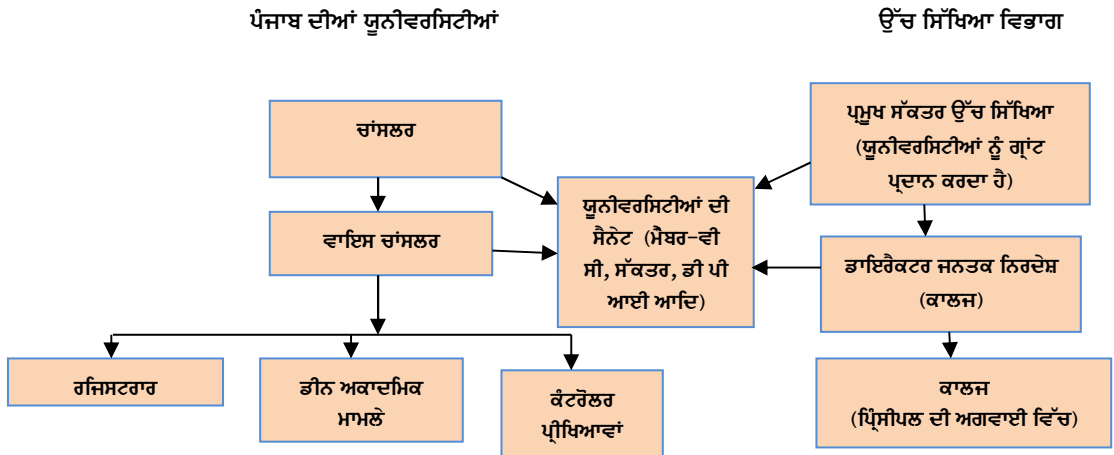 ਪੰਜਾਬ ਦੀਆਂ ਯੂਨੀਵਰਸਿਟੀਆਂ
ਉੱਚ ਸਿੱਖਿਆ ਵਿਭਾਗ
ਚਾਂਸਲਰ
ਪ੍ਰਮੁੱਖ ਸੱਕਤਰ ਉੱਚ ਸਿੱਖਿਆ
(ਯੂਨੀਵਰਸਿਟੀਆਂ ਨੂੰ ਗ੍ਰਾਂਟ
ਪ੍ਰਦਾਨ ਕਰਦਾ ਹੈ)
ਵਾਇਸ ਚਾਂਸਲਰ
ਯੂਨੀਵਰਸਿਟੀਆਂ ਦੀ
ਸੈਨੇਟ (ਮੈਂਬਰ-ਵੀ
ਸੀ, ਸੱਕਤਰ, ਡੀ ਪੀ
ਆਈ ਆਦਿ)
ਡਾਇਰੈਕਟਰ ਜਨਤਕ ਨਿਰਦੇਸ਼
(ਕਾਲਜ)
ਰਜਿਸਟਰਾਰ
ਡੀਨ ਅਕਾਦਮਿਕ
ਮਾਮਲੇ
ਕੰਟਰੋਲਰ
ਪ੍ਰੀਖਿਆਵਾਂ
ਕਾਲਜ
(ਪ੍ਰਿੰਸੀਪਲ ਦੀ ਅਗਵਾਈ ਵਿੱਚ)